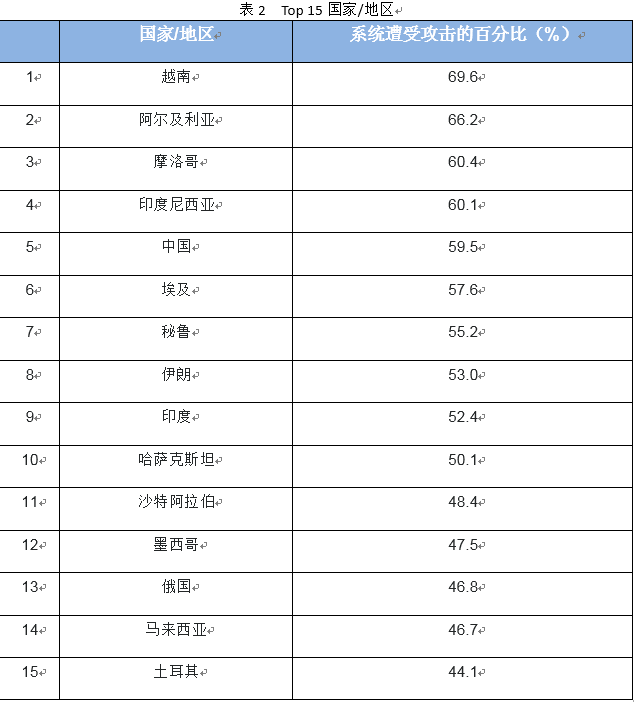 表 2 Top 15 国家/地区
国家/地区 系统遭受攻击的百分比（%）
1 越南 69.6
2 阿尔及利亚 66.2
3 摩洛哥 60.4
4 印度尼西亚 60.1
5 中国 59.5
6 埃及 57.6
7 秘鲁 55.2
8 伊朗 53.0
9 印度 52.4
10 哈萨克斯坦 50.1
11 沙特阿拉伯 48.4
12 墨西哥 47.5
13 俄国 46.8
14 马来西亚 46.7
15 土耳其 44.1